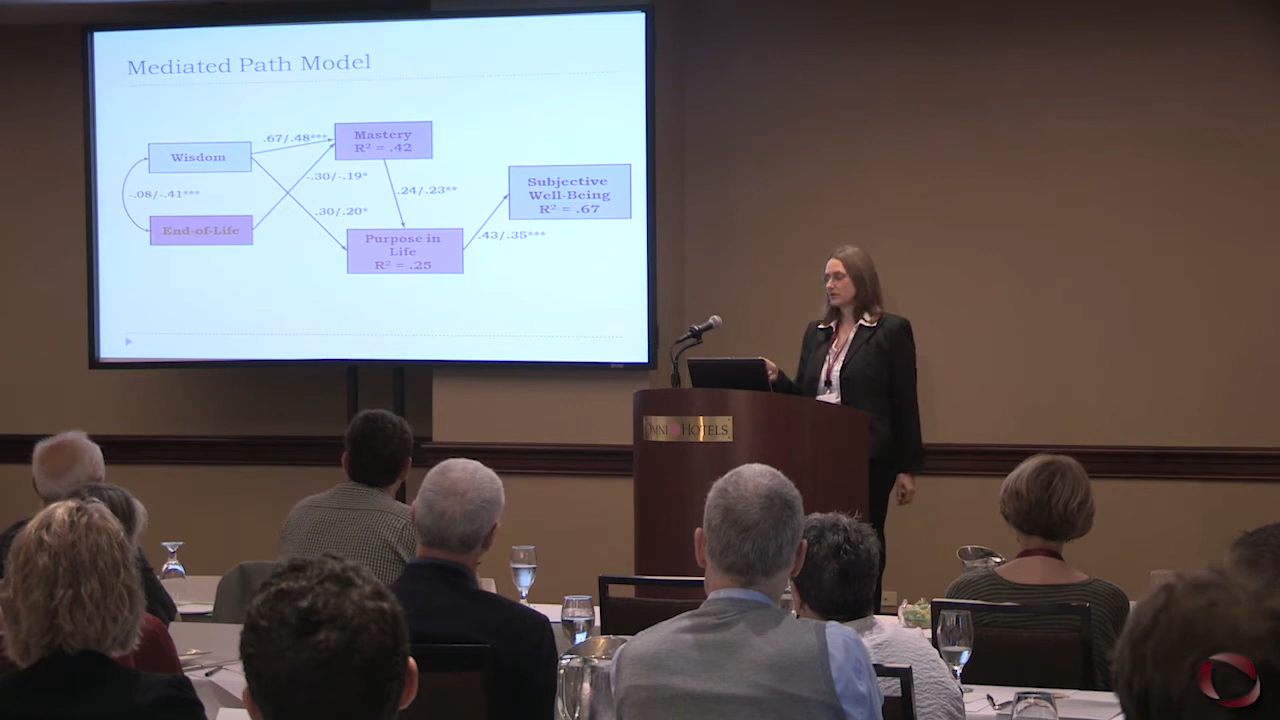 Mediated Path Model
.67/.48***
Mastery
R² = .42
Wisdom
-.08/-.41***
-.30/-.19*
.24/.23**
Subjective
Well-Being
R² = .67
End-of-Life
.30/.20*
Purpose in
Life
R² = .25
.43/.35***
OMNI HOTELS